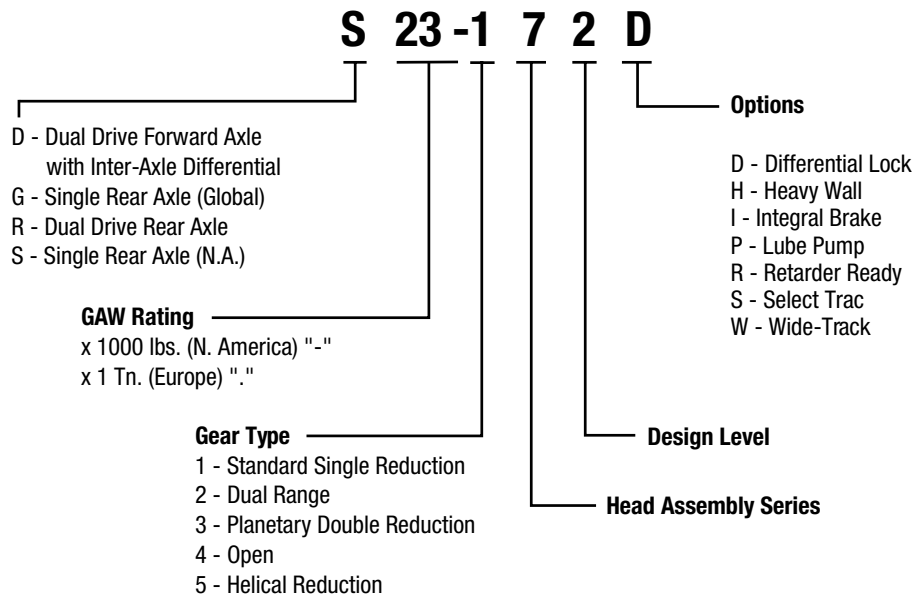 S 23 -1 7 2 D
D - Dual Drive Forward Axle
with Inter-Axle Differential
G - Single Rear Axle (Global)
R - Dual Drive Rear Axle
S - Single Rear Axle (N.A.)
GAW Rating
x 1000 lbs. (N. America) "-"
x 1 Tn. (Europe) "."
Gear Type
1 - Standard Single Reduction
2 - Dual Range
3 - Planetary Double Reduction
4 - Open
5 - Helical Reduction
Options
D - Differential Lock
H - Heavy Wall
I - Integral Brake
P - Lube Pump
R - Retarder Ready
S - Select Trac
W - Wide-Track
Design Level
Head Assembly Series